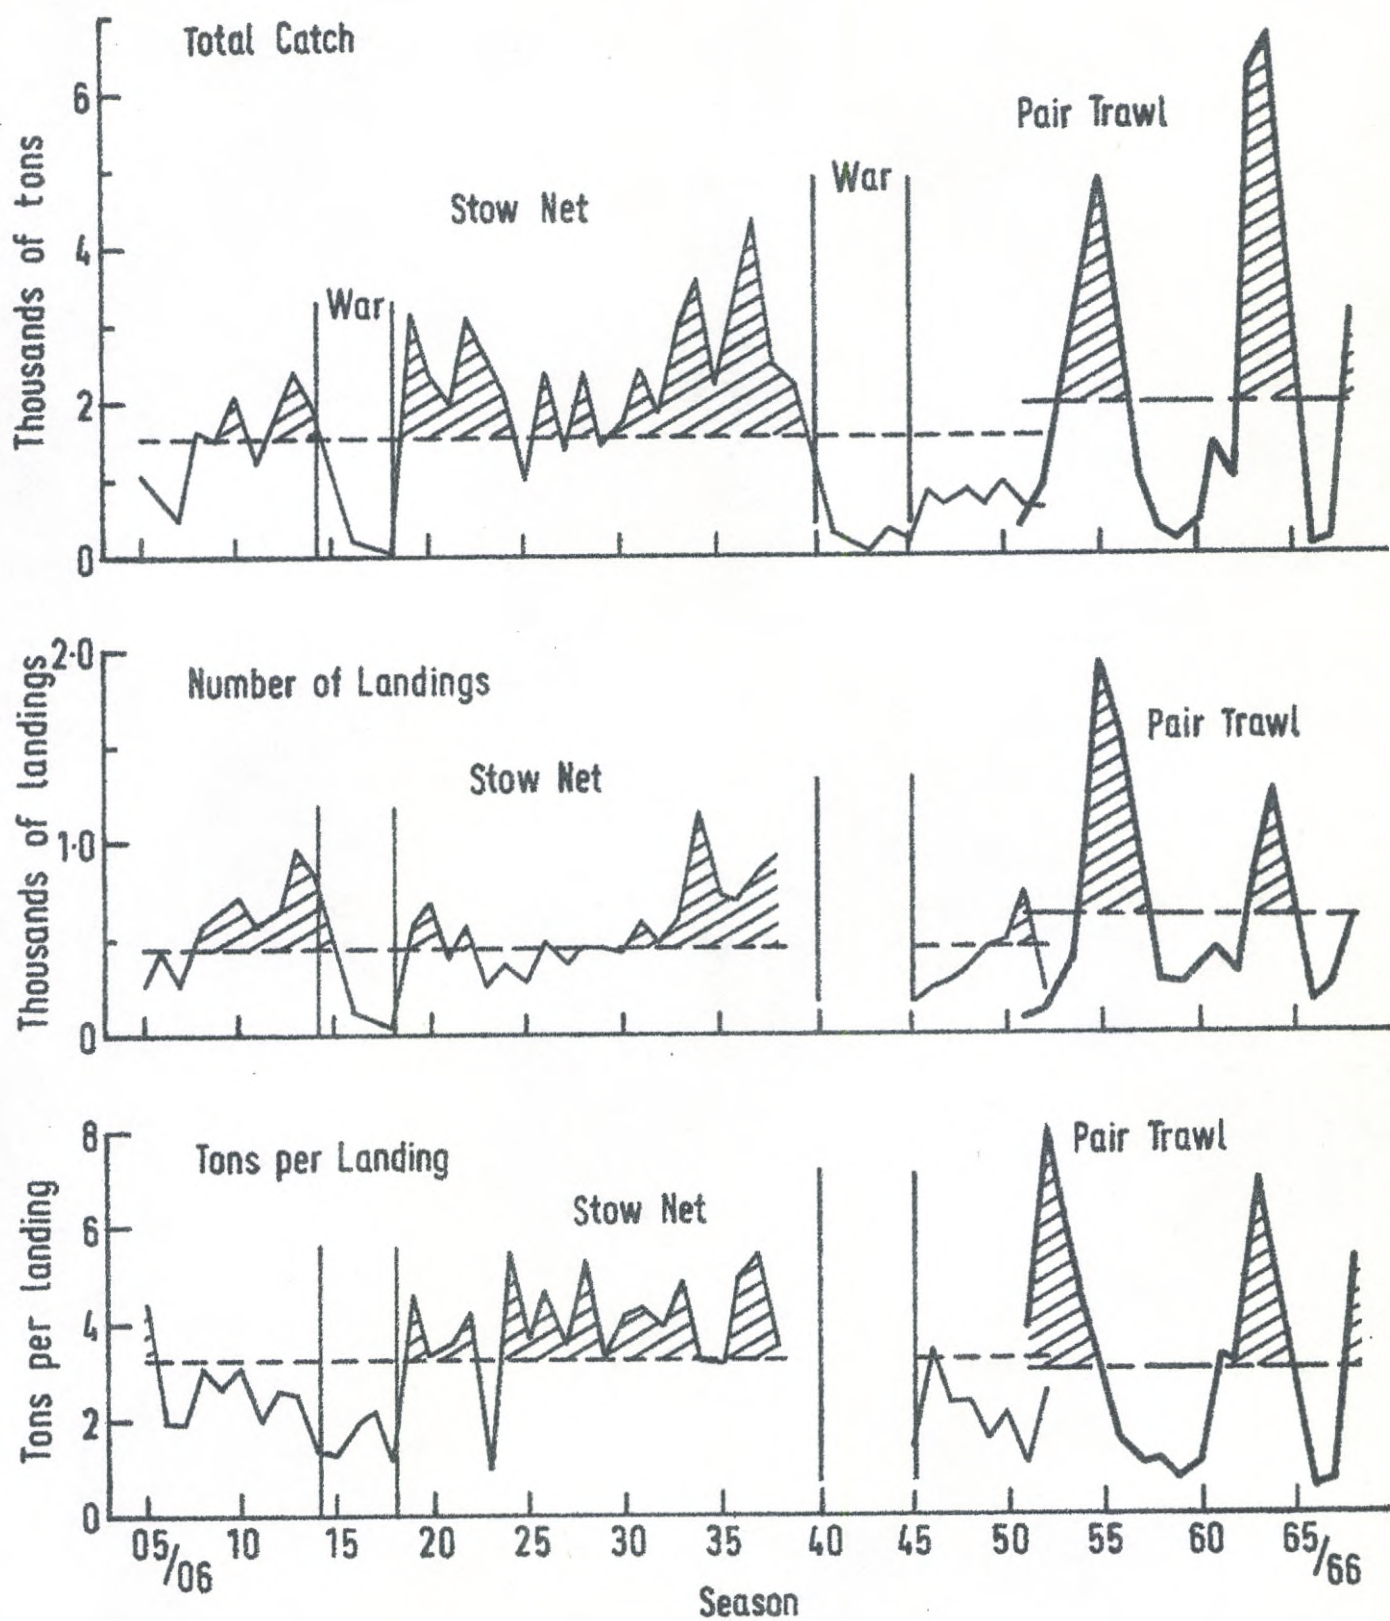 Total Catch
Thousands of tons
6
4
2
0
Stow Net
War
War
Pair Trawl
Number of Landings
Thousands of landings
2·0
1·0
0
Stow Net
Pair Trawl
Tons per Landing
Tons per landing
8
6
4
2
0
Stow Net
Pair Trawl
05/06 10 15 20 25 30 35 40 45 50 55 60 65/66
Season